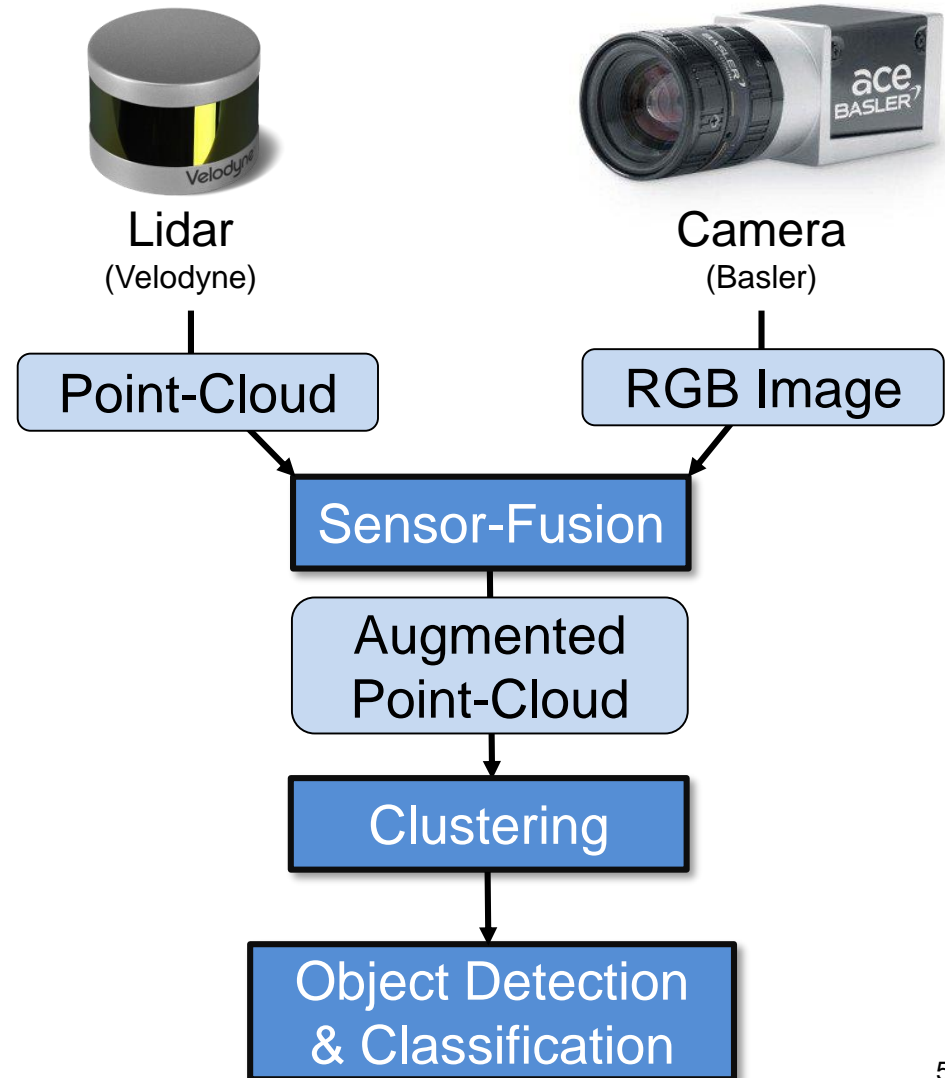 Velodyne
BASLER
ace
BASLER
Lidar
(Velodyne)
Camera
(Basler)
Point-Cloud
RGB Image
Sensor-Fusion
Augmented
Point-Cloud
Clustering
Object Detection
& Classification
5